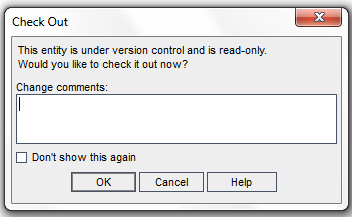 Check Out
This entity is under version control and is read-only.
Would you like to check it out now?
Change comments:
Don't show this again
OK Cancel Help